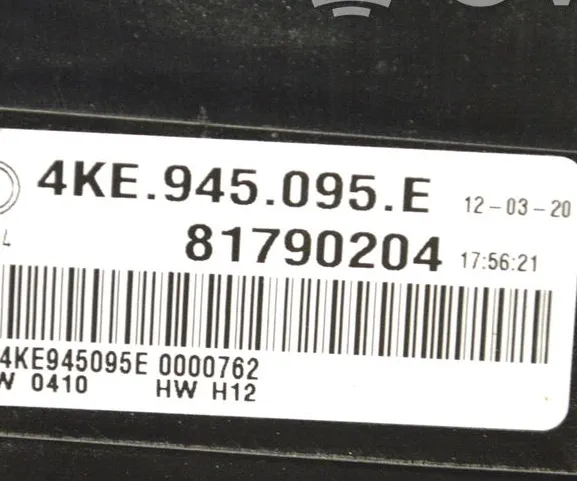 4KE.945.095.E 12-03-20
L 81790204 17:56:21
4KE945095E 0000762
W 0410 HW H12